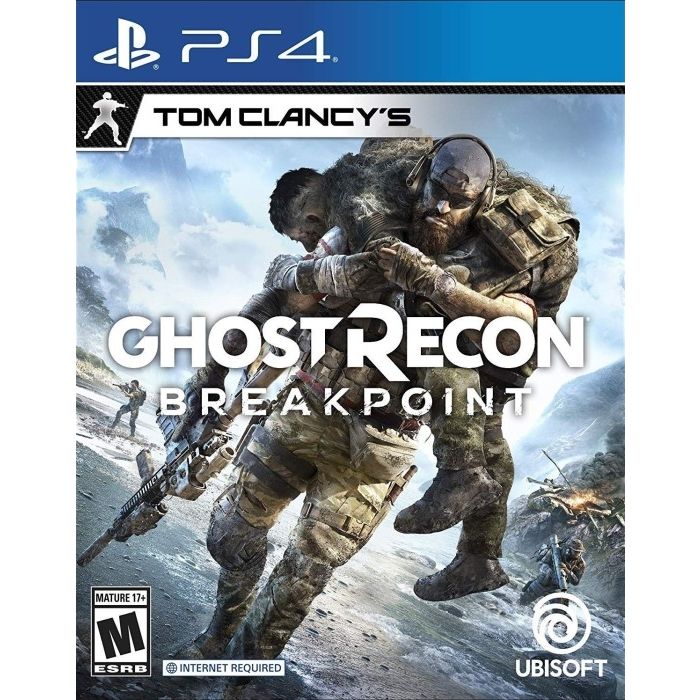 PS4
TOM CLANCY'S
GHOST RECON
BREAKPOINT
MATURE 17+
M
ESRB
INTERNET REQUIRED
UBISOFT